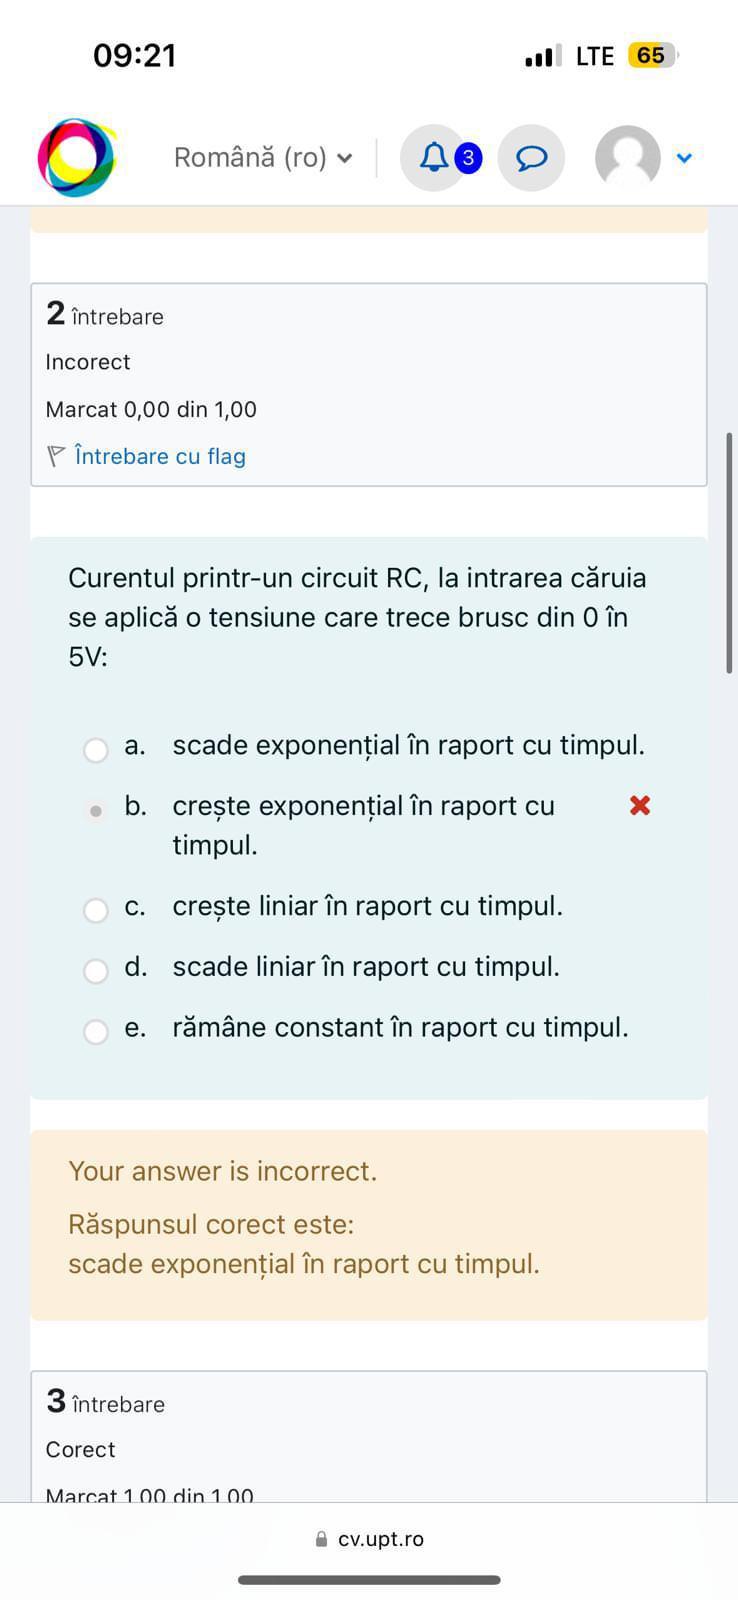 09:21
LTE 65
Română (ro)
3
2 întrebare
Incorect
Marcat 0,00 din 1,00
Întrebare cu flag
Curentul printr-un circuit RC, la intrarea căruia
se aplică o tensiune care trece brusc din 0 în
5V:
a. scade exponențial în raport cu timpul.
b. crește exponențial în raport cu
timpul.
c. crește liniar în raport cu timpul.
d. scade liniar în raport cu timpul.
e. rămâne constant în raport cu timpul.
Your answer is incorrect.
Răspunsul corect este:
scade exponențial în raport cu timpul.
3 întrebare
Corect
Marcat 1,00 din 1,00
cv.upt.ro